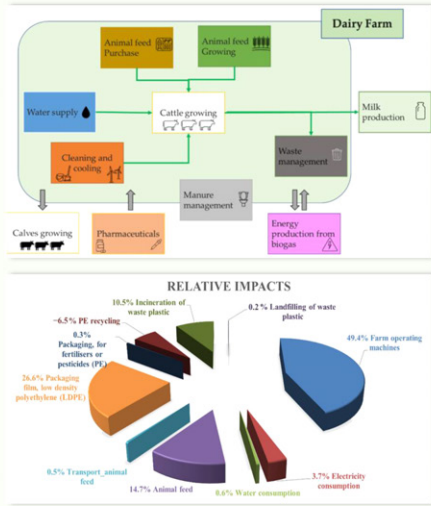 Dairy Farm
Animal feed
Purchase
Animal feed
Growing
Water supply
Cattle growing
Milk
production
Cleaning and
cooling
Waste
management
Manure
management
Calves growing
Pharmaceuticals
Energy
production from
biogas
RELATIVE IMPACTS
10.5% Incineration of
waste plastic
0.2% Landfilling of waste
plastic
−6.5% PE recycling
0.3%
Packaging, for
fertilisers or
pesticides (PE)
49.4% Farm operating
machines
26.6% Packaging
film, low density
polyethylene (LDPE)
0.5% Transport_animal
feed
14.7% Animal feed
0.6% Water consumption
3.7% Electricity
consumption